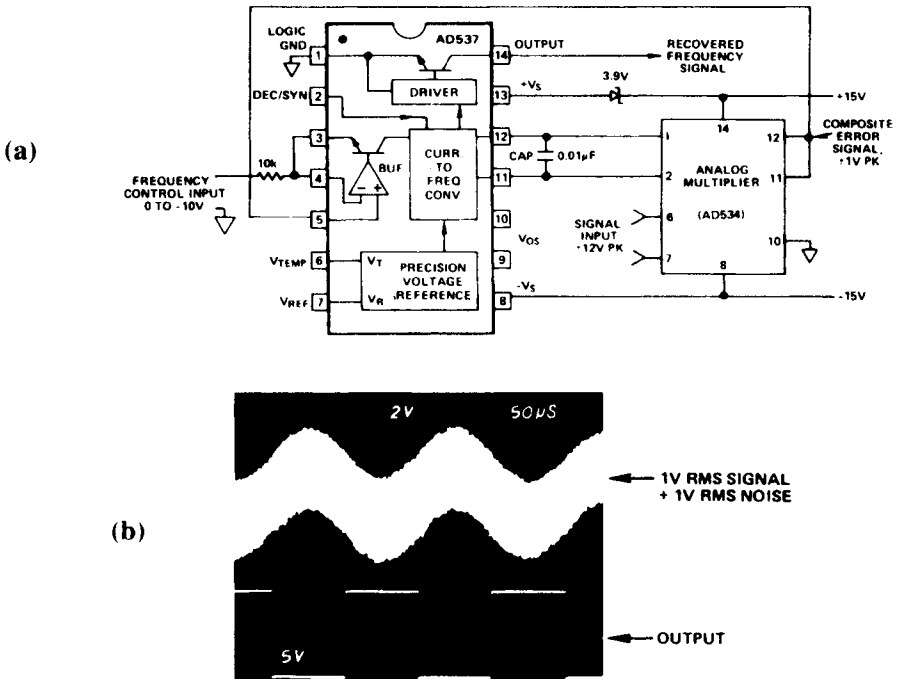 (a)
LOGIC
GND
1
AD537
14
OUTPUT
RECOVERED
FREQUENCY
SIGNAL
DRIVER
DEC/SYN
2
13
+VS
3.9V
+15V
3
12
CAP
0.01µF
1
14
12
COMPOSITE
ERROR
SIGNAL,
±1V PK
10k
BUF
CURR
TO
FREQ
CONV
ANALOG
MULTIPLIER
(AD534)
FREQUENCY
CONTROL INPUT
0 TO -10V
4
- +
11
2
11
5
10
VOS
SIGNAL
INPUT
±12V PK
6
7
10
8
VTEMP
6
VT
PRECISION
VOLTAGE
REFERENCE
9
VREF
7
VR
8
-VS
-15V
(b)
2V
50µS
1V RMS SIGNAL
+ 1V RMS NOISE
OUTPUT
5V